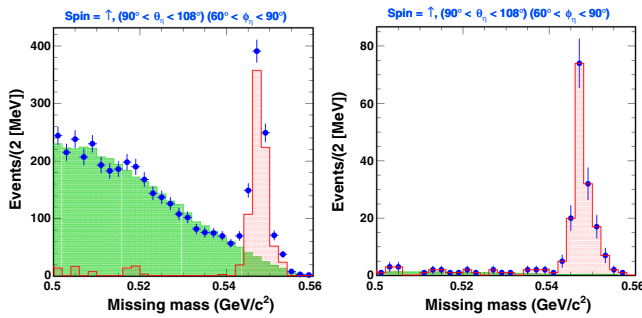 Spin = ↑, (90° < θη < 108°) (60° < ϕη < 90°)
Events/(2 [MeV])
400
300
200
100
0
0.5
0.52
0.54
0.56
Missing mass (GeV/c²)
Spin = ↑, (90° < θη < 108°) (60° < ϕη < 90°)
Events/(2 [MeV])
80
60
40
20
0.5
0.52
0.54
0.56
Missing mass (GeV/c²)